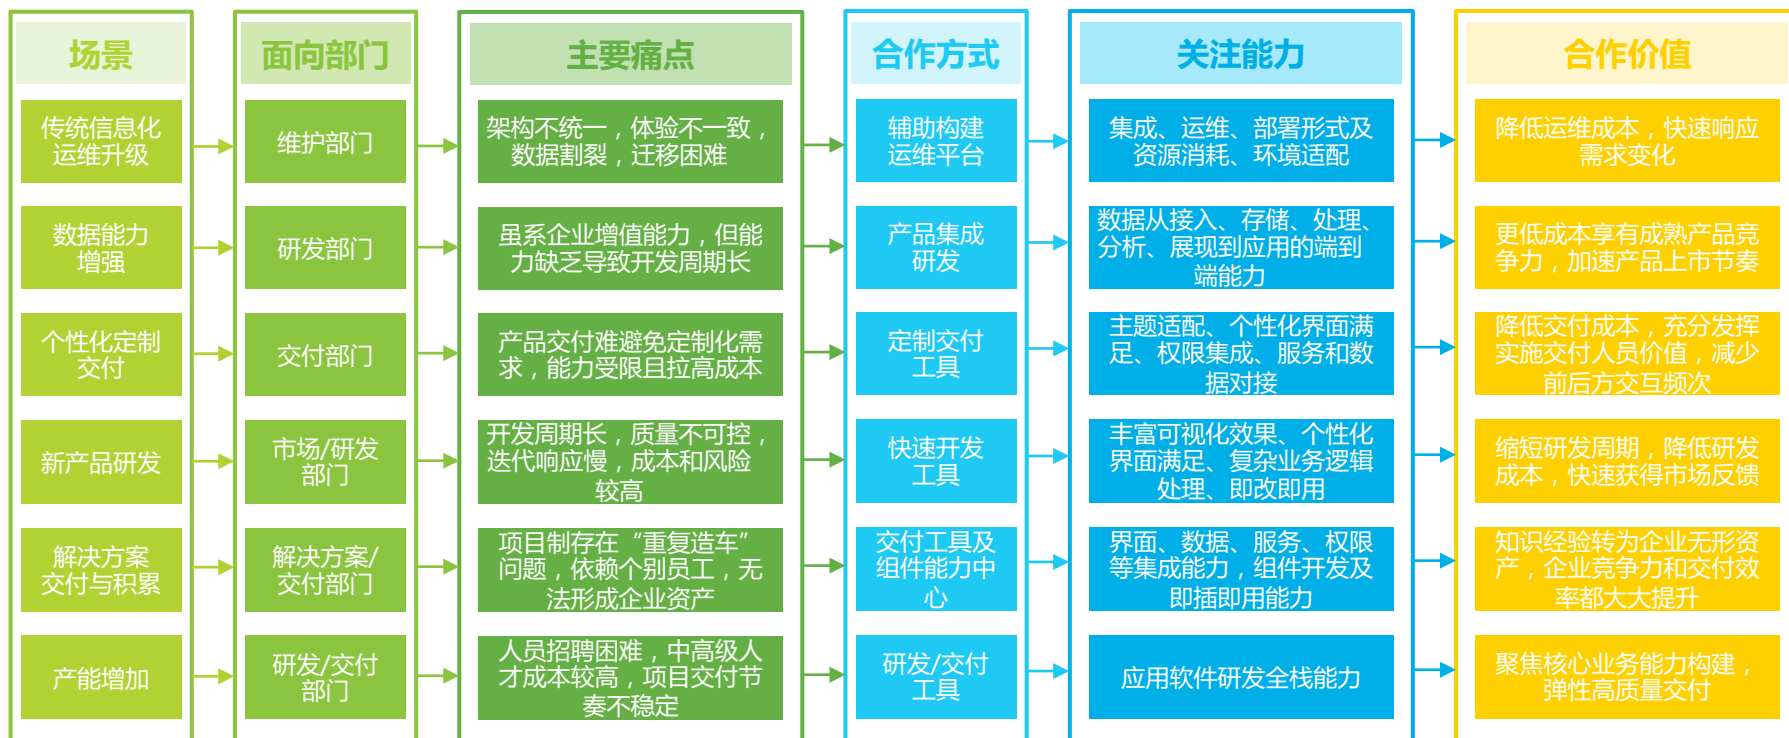 场景
面向部门
主要痛点
合作方式
关注能力
合作价值
传统信息化
运维升级
维护部门
架构不统一，体验不一致，
数据割裂，迁移困难
辅助构建
运维平台
集成、运维、部署形式及
资源消耗、环境适配
降低运维成本，快速响应
需求变化
数据能力
增强
研发部门
虽系企业增值能力，但能
力缺乏导致开发周期长
产品集成
研发
数据从接入、存储、处理、
分析、展现到应用的端到
端能力
更低成本享有成熟产品竞
争力，加速产品上市节奏
个性化定制
交付
交付部门
产品交付难避免定制化需
求，能力受限且拉高成本
定制交付
工具
主题适配、个性化界面满
足、权限集成、服务和数
据对接
降低交付成本，充分发挥
实施交付人员价值，减少
前后方交互频次
新产品研发
市场/研发
部门
开发周期长，质量不可控，
迭代响应慢，成本和风险
较高
快速开发
工具
丰富可视化效果、个性化
界面满足、复杂业务逻辑
处理、即改即用
缩短研发周期，降低研发
成本，快速获得市场反馈
解决方案
交付与积累
解决方案/
交付部门
项目制存在“重复造车”
问题，依赖个别员工，无
法形成企业资产
交付工具及
组件能力中
心
界面、数据、服务、权限
等集成能力，组件开发及
即插即用能力
知识经验转为企业无形资
产，企业竞争力和交付效
率都大大提升
产能增加
研发/交付
部门
人员招聘困难，中高级人
才成本较高，项目交付节
奏不稳定
研发/交付
工具
应用软件研发全栈能力
聚焦核心业务能力构建，
弹性高质量交付